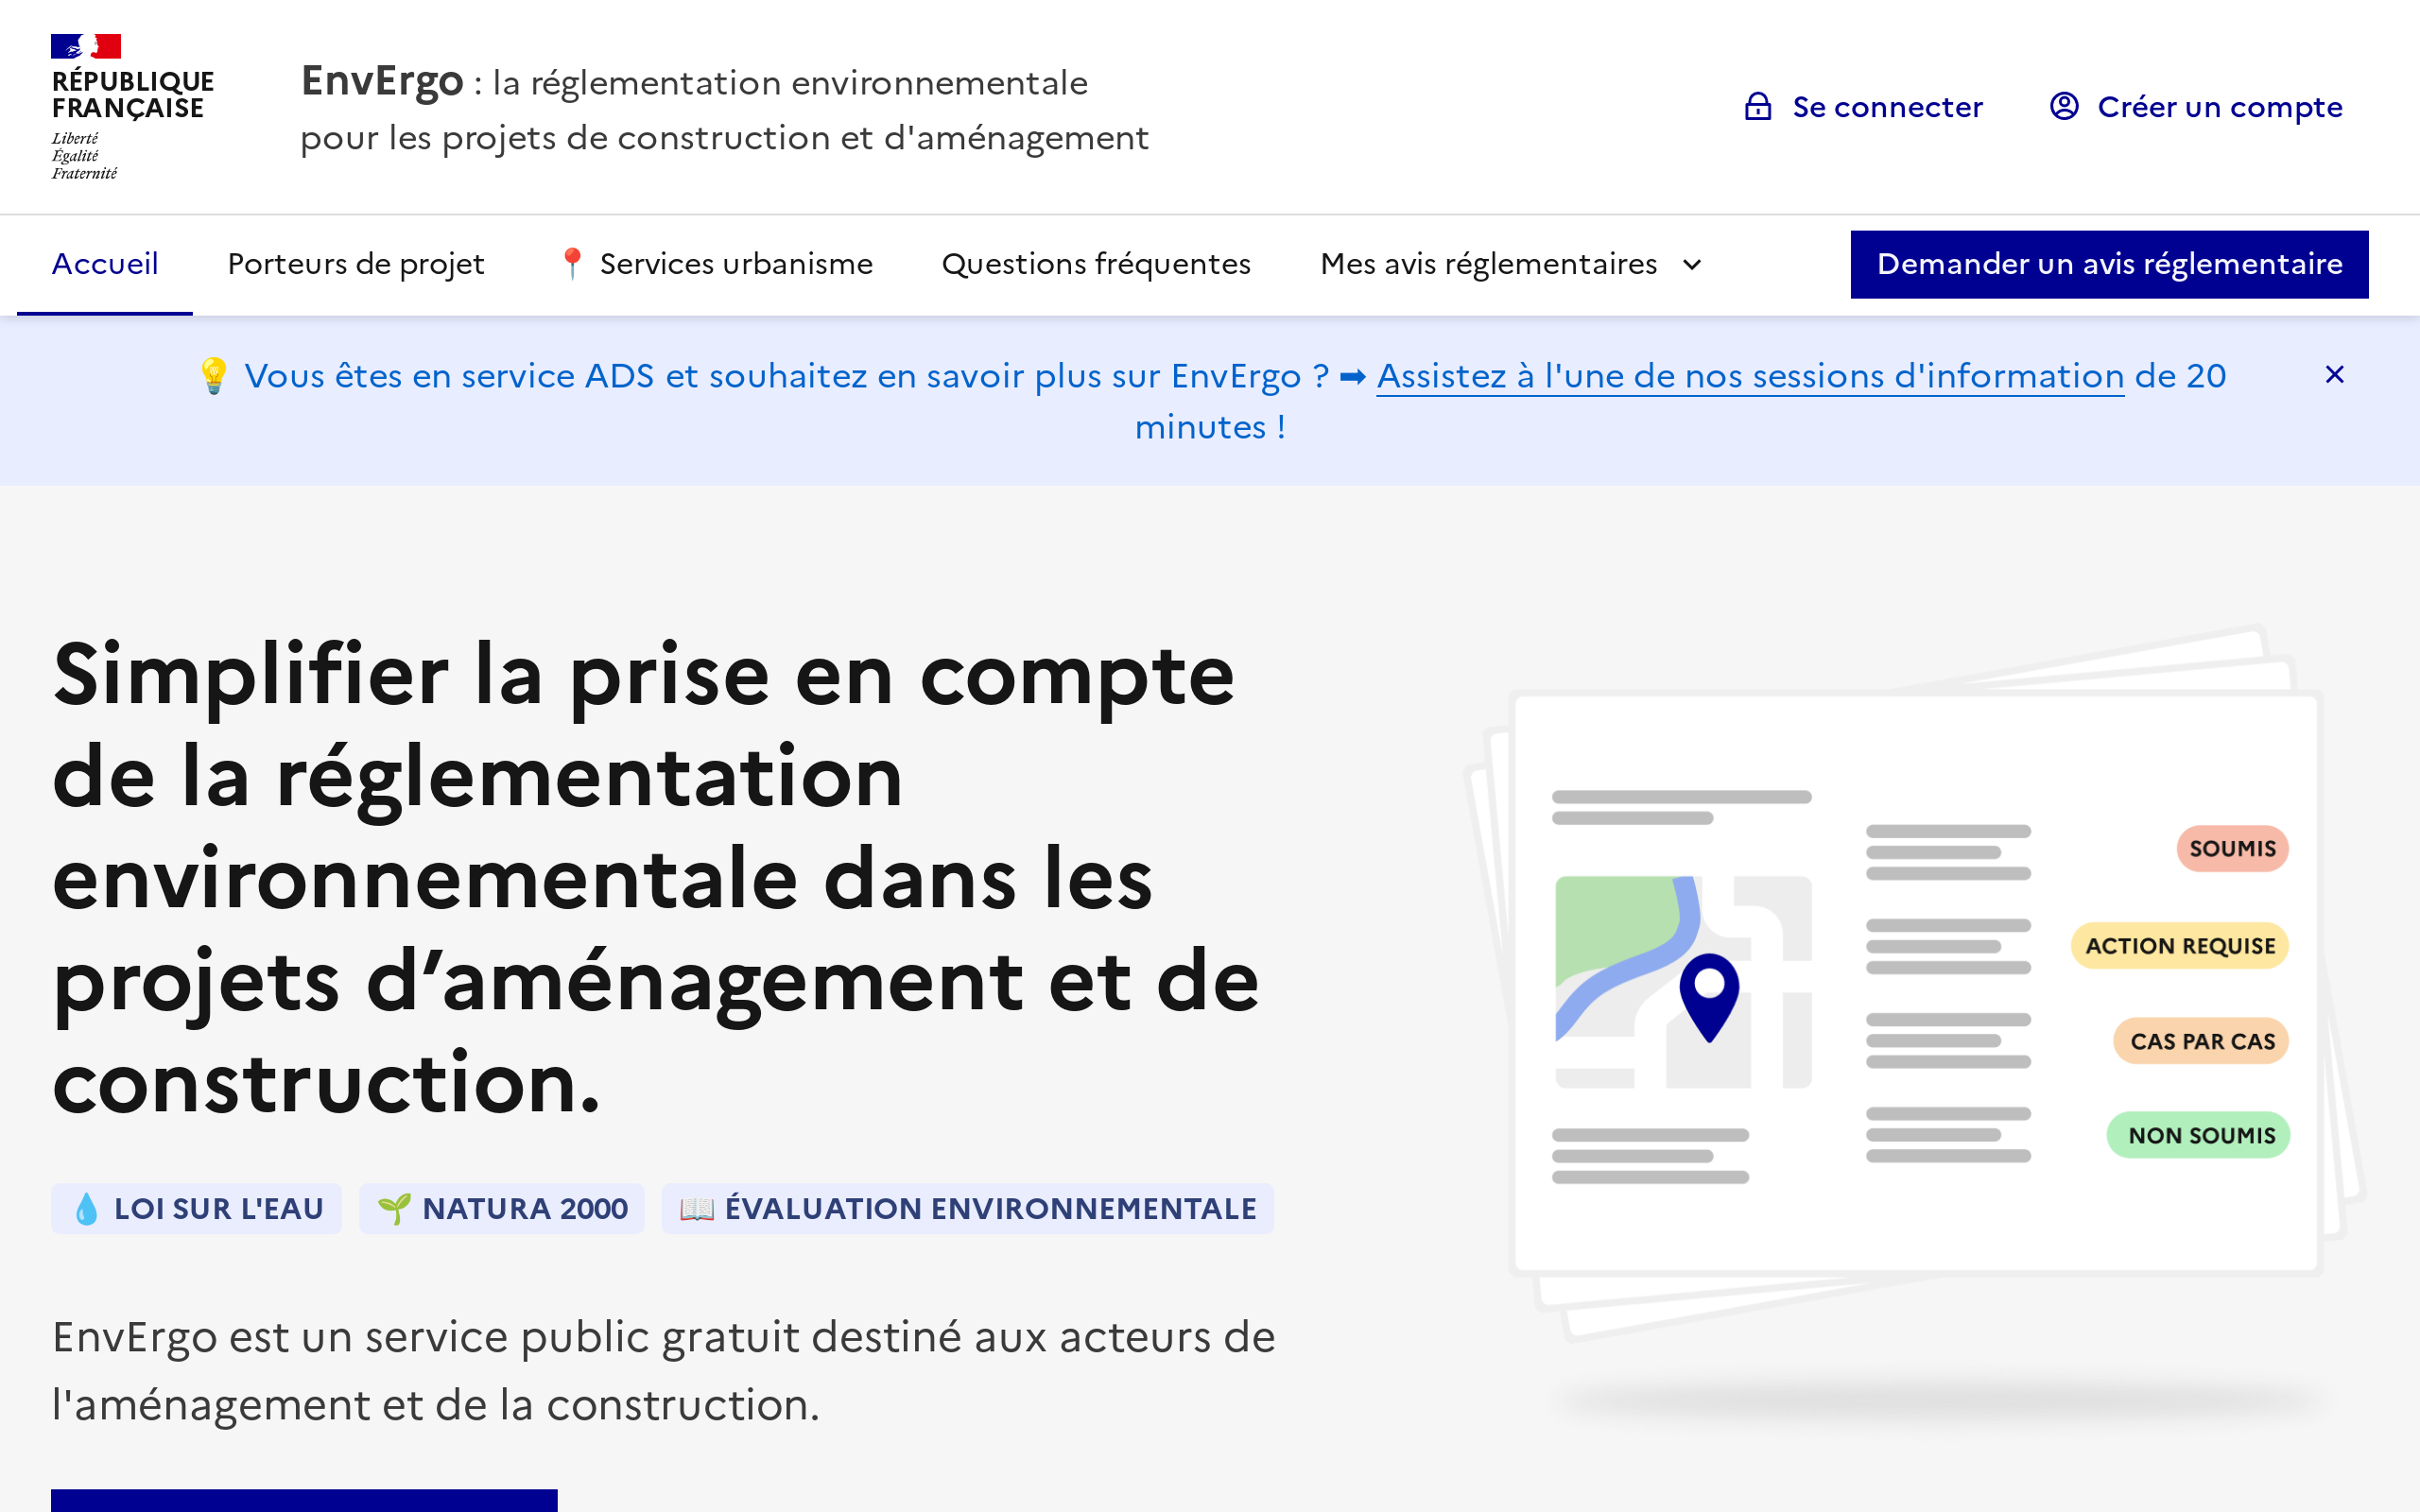 RÉPUBLIQUE
FRANÇAISE
Liberté
Égalité
Fraternité
EnvErgo : la réglementation environnementale
pour les projets de construction et d'aménagement
Se connecter
Créer un compte
Accueil
Porteurs de projet
📍 Services urbanisme
Questions fréquentes
Mes avis réglementaires
Demander un avis réglementaire
💡 Vous êtes en service ADS et souhaitez en savoir plus sur EnvErgo ? ➡ Assistez à l'une de nos sessions d'information de 20
minutes !
Simplifier la prise en compte
de la réglementation
environnementale dans les
projets d’aménagement et de
construction.
💧 LOI SUR L'EAU
🌱 NATURA 2000
📖 ÉVALUATION ENVIRONNEMENTALE
EnvErgo est un service public gratuit destiné aux acteurs de
l'aménagement et de la construction.
SOUMIS
ACTION REQUISE
CAS PAR CAS
NON SOUMIS